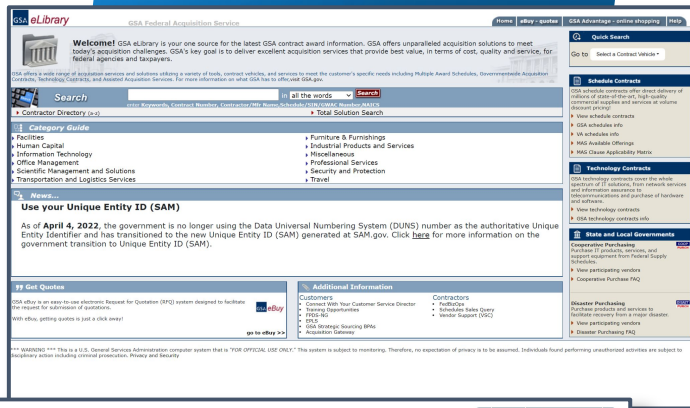 GSA eLibrary
GSA Federal Acquisition Service
Home eBuy - quotes GSA Advantage - online shopping Help
Welcome! GSA eLibrary is your one source for the latest GSA contract award information. GSA offers unparalleled acquisition solutions to meet
today's acquisition challenges. GSA's key goal is to deliver excellent acquisition services that provide best value, in terms of cost, quality and service, for
federal agencies and taxpayers.
GSA offers a wide range of acquisition services and solutions utilizing a variety of tools, contract vehicles, and services to meet the customer's specific needs including Multiple Award Schedules, Governmentwide Acquisition
Contracts, Technology Contracts, and Assisted Acquisition Services. For more information on what GSA has to offer,visit GSA.gov.
Search in all the words Search
enter Keywords, Contract Number, Contractor/Mfr Name,Schedule/SIN/GWAC Number,NAICS
Contractor Directory (a-z) Total Solution Search
Category Guide
Facilities
Human Capital
Information Technology
Office Management
Scientific Management and Solutions
Transportation and Logistics Services
Furniture & Furnishings
Industrial Products and Services
Miscellaneous
Professional Services
Security and Protection
Travel
News...
Use your Unique Entity ID (SAM)
As of April 4, 2022, the government is no longer using the Data Universal Numbering System (DUNS) number as the authoritative Unique
Entity Identifier and has transitioned to the new Unique Entity ID (SAM) generated at SAM.gov. Click here for more information on the
government transition to Unique Entity ID (SAM).
Get Quotes
GSA eBuy is an easy-to-use electronic Request for Quotation (RFQ) system designed to facilitate
the request for submission of quotations.
With eBuy, getting quotes is just a click away!
GSA eBuy
go to eBuy >>
Additional Information
Customers
• Connect With Your Customer Service Director
• Training Opportunities
• FPDS-NG
• EPLS
• GSA Strategic Sourcing BPAs
• Acquisition Gateway
Contractors
• FedBizOps
• Schedules Sales Query
• Vendor Support (VSC)
Quick Search
Go to Select a Contract Vehicle
Schedule Contracts
GSA schedule contracts offer direct delivery of
millions of state-of-the-art, high-quality
commercial supplies and services at volume
discount pricing!
View schedule contracts
GSA schedules info
VA schedules info
MAS Available Offerings
MAS Clause Applicability Matrix
Technology Contracts
GSA technology contracts cover the whole
spectrum of IT solutions, from network services
and information assurance to
telecommunications and purchase of hardware
and software.
View technology contracts
GSA technology contracts info
State and Local Governments
Cooperative Purchasing
Purchase IT products, services, and
support equipment from Federal Supply
Schedules.
View participating vendors
Cooperative Purchase FAQ
Disaster Purchasing
Purchase products and services to
facilitate recovery from a major disaster.
View participating vendors
Disaster Purchasing FAQ
*** WARNING *** This is a U.S. General Services Administration computer system that is "FOR OFFICIAL USE ONLY." This system is subject to monitoring. Therefore, no expectation of privacy is to be assumed. Individuals found performing unauthorized activities are subject to
disciplinary action including criminal prosecution. Privacy and Security